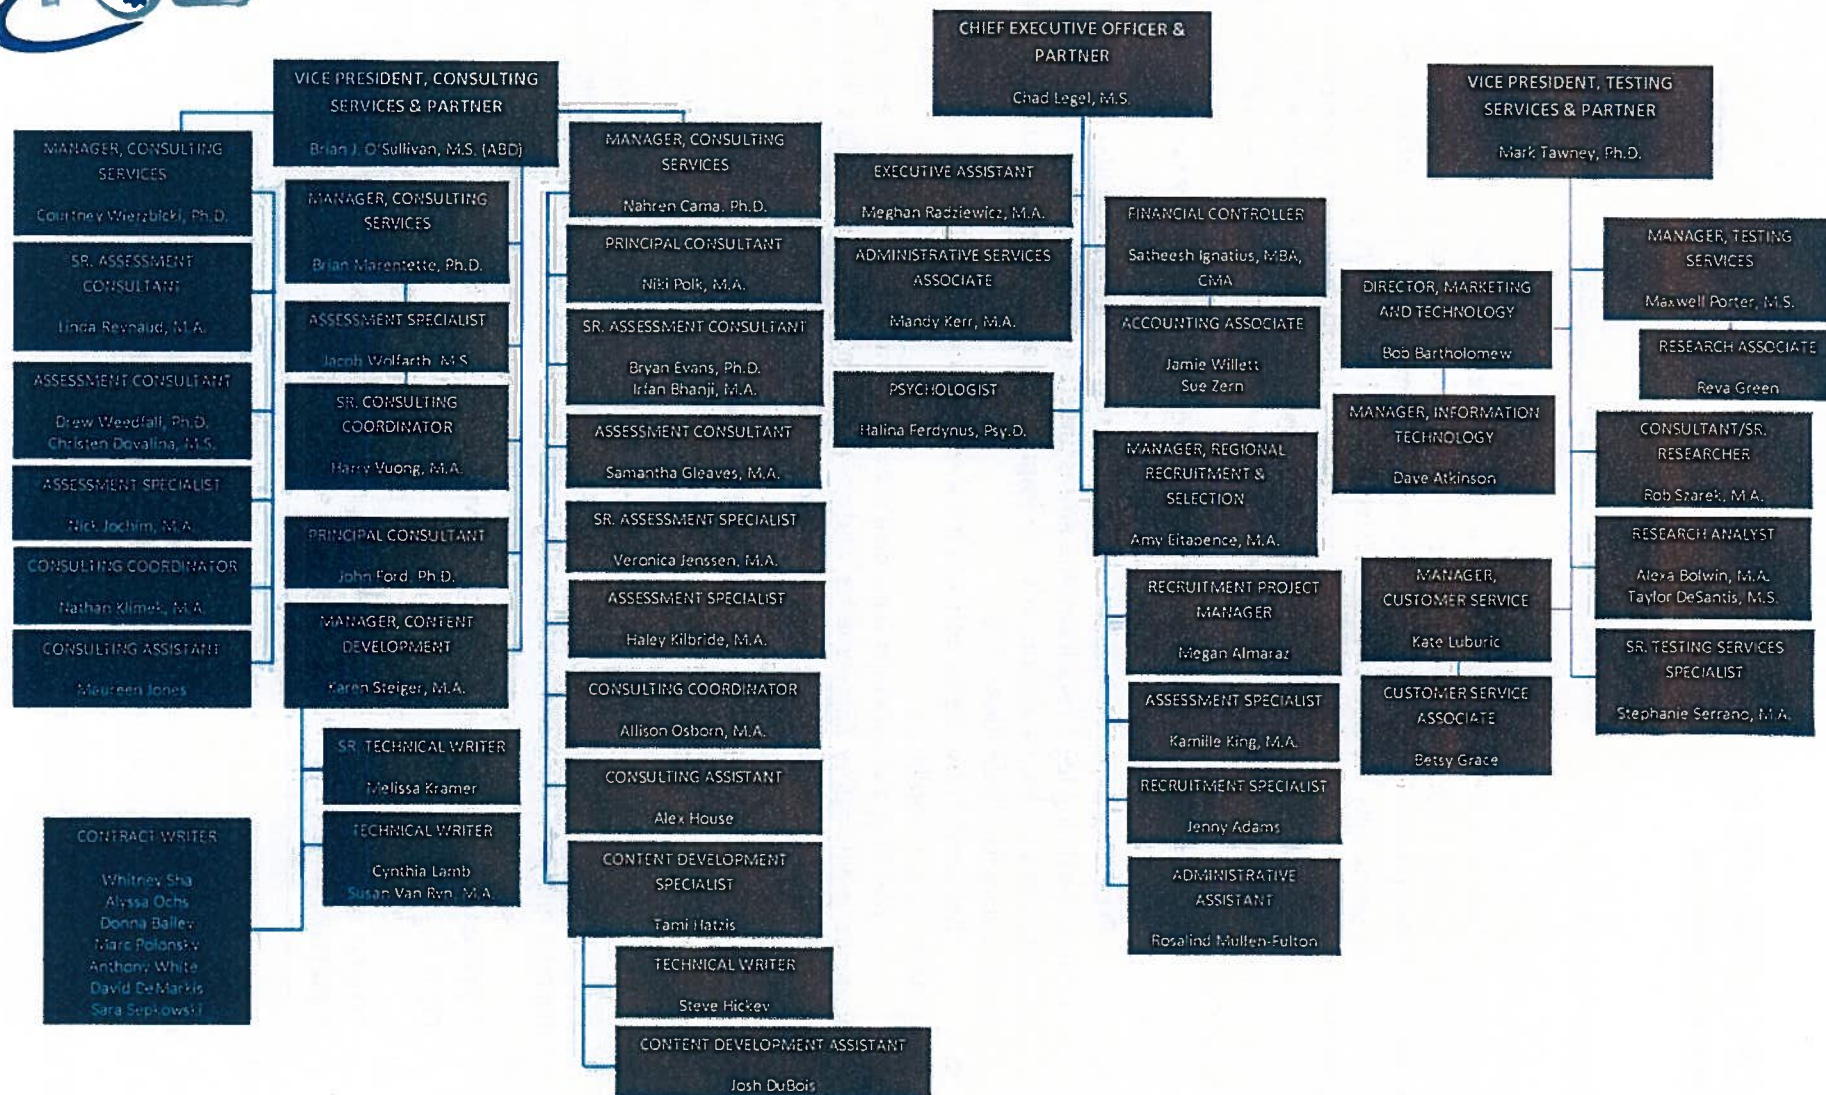 CHIEF EXECUTIVE OFFICER &
PARTNER
Chad Legel, M.S.
VICE PRESIDENT, CONSULTING
SERVICES & PARTNER
Brian J. O'Sullivan, M.S. (ABD)
VICE PRESIDENT, TESTING
SERVICES & PARTNER
Mark Tawney, Ph.D.
MANAGER, CONSULTING
SERVICES
Courtney Wierzbicki, Ph.D.
SR. ASSESSMENT
CONSULTANT
Linda Reynaud, M.A.
ASSESSMENT CONSULTANT
Drew Weedfall, Ph.D.
Christen Dovalina, M.S.
ASSESSMENT SPECIALIST
Nick Jochim, M.A.
CONSULTING COORDINATOR
Nathan Klimek, M.A.
CONSULTING ASSISTANT
Maureen Jones
MANAGER, CONSULTING
SERVICES
Brian Marentette, Ph.D.
ASSESSMENT SPECIALIST
Jacob Wolfarth, M.S.
SR. CONSULTING
COORDINATOR
Harry Vuong, M.A.
PRINCIPAL CONSULTANT
John Ford, Ph.D.
MANAGER, CONTENT
DEVELOPMENT
Karen Steiger, M.A.
SR. TECHNICAL WRITER
Melissa Kramer
TECHNICAL WRITER
Cynthia Lamb
Susan Van Ryn, M.A.
CONTRACT WRITER
Whitney Sha
Alyssa Ochs
Donna Bailey
Marc Polonsky
Anthony White
David DeMarkis
Sara Sepkowski
MANAGER, CONSULTING
SERVICES
Nahren Cama, Ph.D.
PRINCIPAL CONSULTANT
Niki Polk, M.A.
SR. ASSESSMENT CONSULTANT
Bryan Evans, Ph.D.
Irfan Bhanji, M.A.
ASSESSMENT CONSULTANT
Samantha Gleaves, M.A.
SR. ASSESSMENT SPECIALIST
Veronica Jenssen, M.A.
ASSESSMENT SPECIALIST
Haley Kilbride, M.A.
CONSULTING COORDINATOR
Allison Osborn, M.A.
CONSULTING ASSISTANT
Alex House
CONTENT DEVELOPMENT
SPECIALIST
Tami Hatzis
TECHNICAL WRITER
Steve Hickey
CONTENT DEVELOPMENT ASSISTANT
Josh DuBois
EXECUTIVE ASSISTANT
Meghan Radziewicz, M.A.
ADMINISTRATIVE SERVICES
ASSOCIATE
Mandy Kerr, M.A.
PSYCHOLOGIST
Halina Ferdynus, Psy.D.
FINANCIAL CONTROLLER
Satheesh Ignatius, MBA,
CMA
ACCOUNTING ASSOCIATE
Jamie Willett
Sue Zern
MANAGER, REGIONAL
RECRUITMENT &
SELECTION
Amy Eitapence, M.A.
RECRUITMENT PROJECT
MANAGER
Megan Almaraz
ASSESSMENT SPECIALIST
Kamille King, M.A.
RECRUITMENT SPECIALIST
Jenny Adams
ADMINISTRATIVE
ASSISTANT
Rosalind Mullen-Fulton
DIRECTOR, MARKETING
AND TECHNOLOGY
Bob Bartholomew
MANAGER, INFORMATION
TECHNOLOGY
Dave Atkinson
MANAGER,
CUSTOMER SERVICE
Kate Luburic
CUSTOMER SERVICE
ASSOCIATE
Betsy Grace
MANAGER, TESTING
SERVICES
Maxwell Porter, M.S.
RESEARCH ASSOCIATE
Reva Green
CONSULTANT/SR.
RESEARCHER
Rob Szarek, M.A.
RESEARCH ANALYST
Alexa Bolwin, M.A.
Taylor DeSantis, M.S.
SR. TESTING SERVICES
SPECIALIST
Stephanie Serrano, M.A.